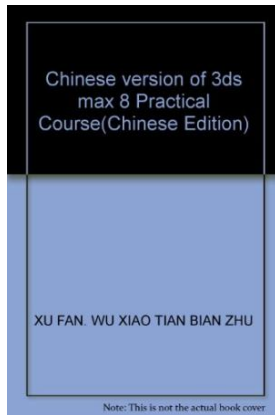 Chinese version of 3ds
max 8 Practical
Course(Chinese Edition)
XU FAN. WU XIAO TIAN BIAN ZHU
Note: This is not the actual book cover